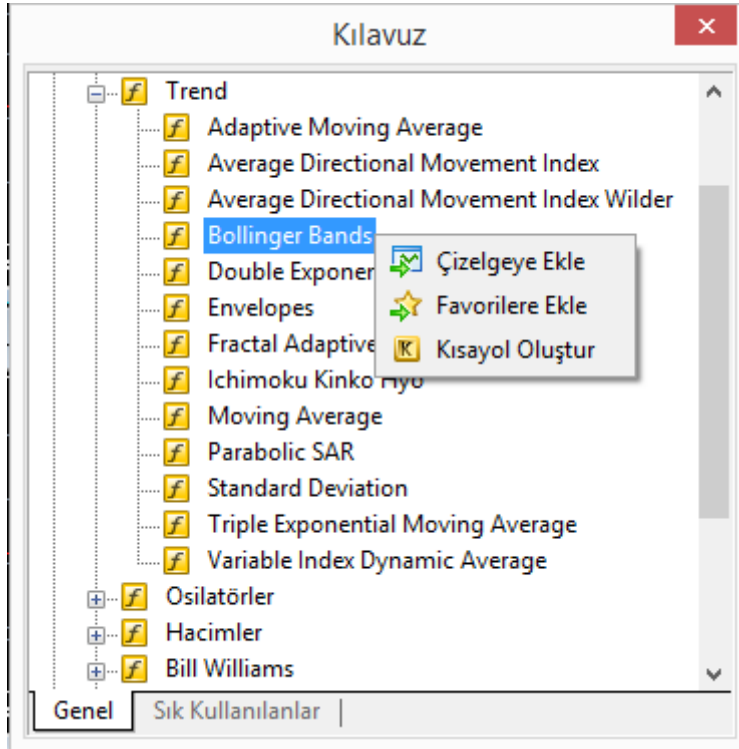 Kılavuz
Trend
Adaptive Moving Average
Average Directional Movement Index
Average Directional Movement Index Wilder
Bollinger Bands
Çizelgeye Ekle
Double Exponen
Favorilere Ekle
Envelopes
Kısayol Oluştur
Fractal Adaptive
Ichimoku Kinko Hyo
Moving Average
Parabolic SAR
Standard Deviation
Triple Exponential Moving Average
Variable Index Dynamic Average
Osilatörler
Hacimler
Bill Williams
Genel
Sık Kullanılanlar